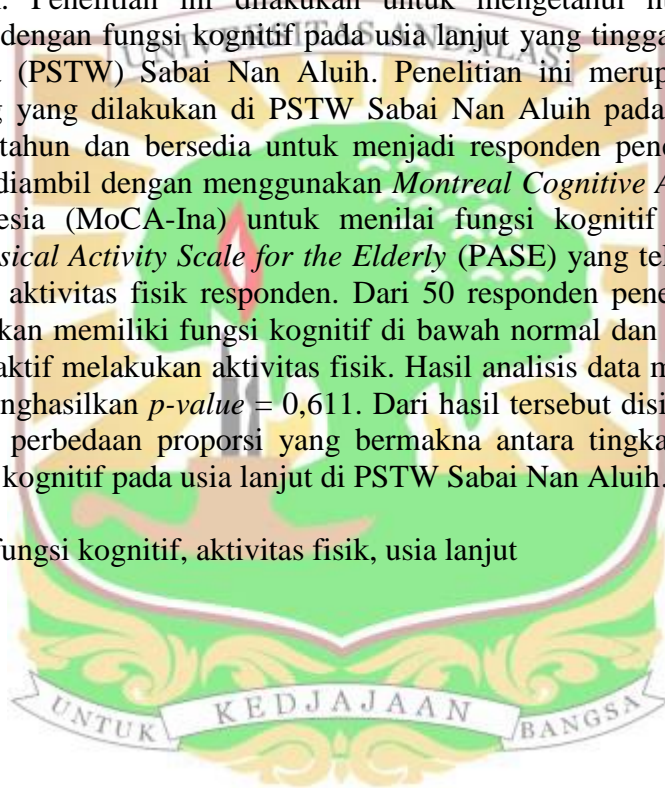 Penelitian ini dilakukan untuk mengetahui
dengan fungsi kognitif pada usia lanjut yang tingga
(PSTW) Sabai Nan Aluih. Penelitian ini merup
yang dilakukan di PSTW Sabai Nan Aluih pada
tahun dan bersedia untuk menjadi responden pene
diambil dengan menggunakan Montreal Cognitive A
esia (MoCA-Ina) untuk menilai fungsi kognitif
sical Activity Scale for the Elderly (PASE) yang tel
aktivitas fisik responden. Dari 50 responden pene
kan memiliki fungsi kognitif di bawah normal dan
aktif melakukan aktivitas fisik. Hasil analisis data m
nghasilkan p-value = 0,611. Dari hasil tersebut disi
perbedaan proporsi yang bermakna antara tingka
kognitif pada usia lanjut di PSTW Sabai Nan Aluih.
fungsi kognitif, aktivitas fisik, usia lanjut
UNIVERSITAS ANDALAS
UNTUK KEDJAJAAN BANGSA